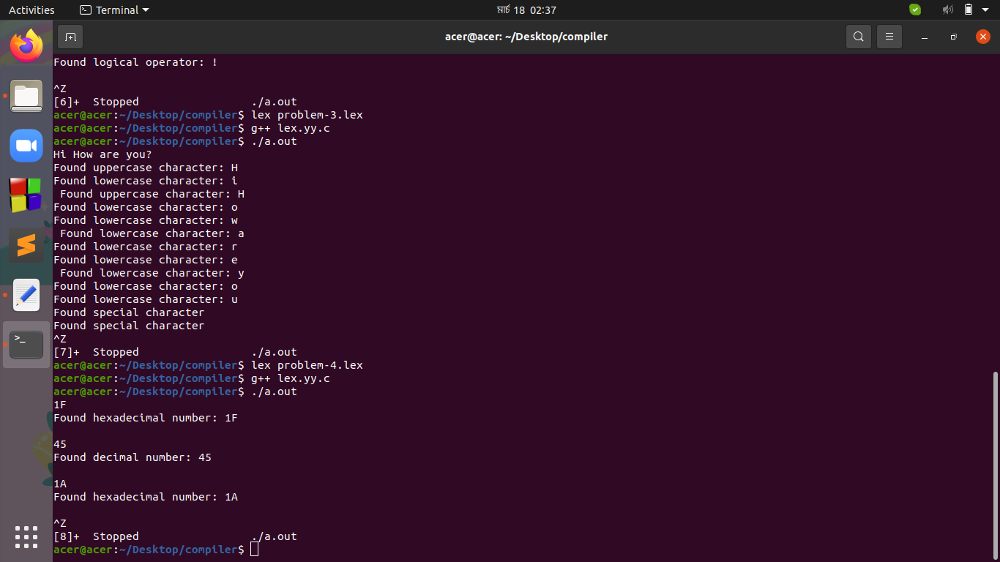 Activities Terminal মার্চ 18 02:37
acer@acer: ~/Desktop/compiler
Found logical operator: !
^Z
[6]+  Stopped                 ./a.out
acer@acer:~/Desktop/compiler$ lex problem-3.lex
acer@acer:~/Desktop/compiler$ g++ lex.yy.c
acer@acer:~/Desktop/compiler$ ./a.out
Hi How are you?
Found uppercase character: H
Found lowercase character: i
 Found uppercase character: H
Found lowercase character: o
Found lowercase character: w
 Found lowercase character: a
Found lowercase character: r
Found lowercase character: e
 Found lowercase character: y
Found lowercase character: o
Found lowercase character: u
Found special character
Found special character
^Z
[7]+  Stopped                 ./a.out
acer@acer:~/Desktop/compiler$ lex problem-4.lex
acer@acer:~/Desktop/compiler$ g++ lex.yy.c
acer@acer:~/Desktop/compiler$ ./a.out
1F
Found hexadecimal number: 1F
45
Found decimal number: 45
1A
Found hexadecimal number: 1A
^Z
[8]+  Stopped                 ./a.out
acer@acer:~/Desktop/compiler$